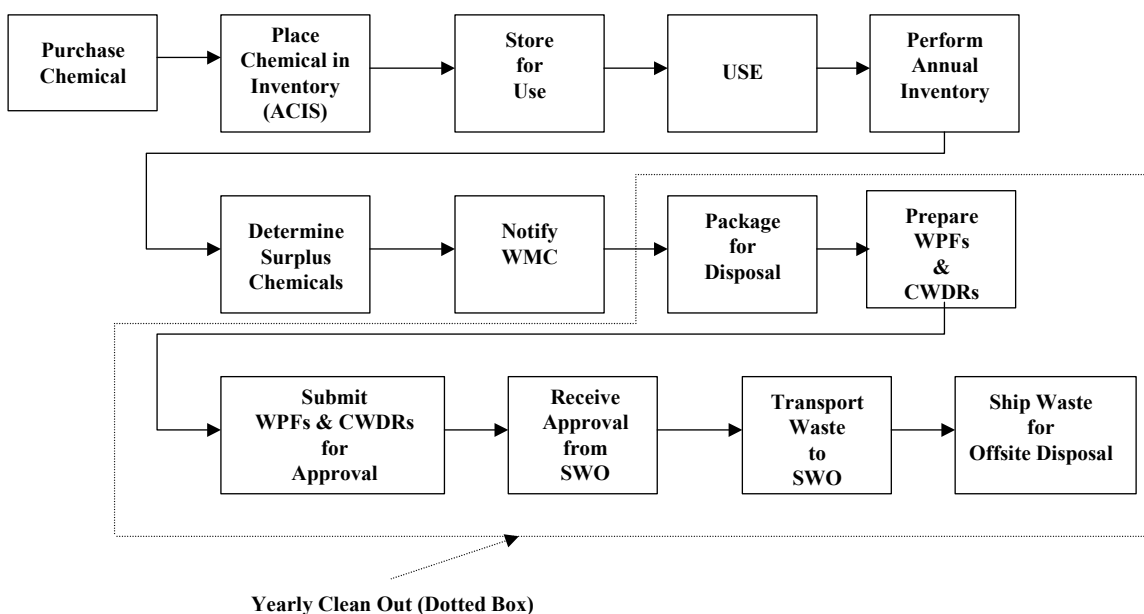 Purchase
Chemical
Place
Chemical in
Inventory
(ACIS)
Store
for
Use
USE
Perform
Annual
Inventory
Determine
Surplus
Chemicals
Notify
WMC
Package
for
Disposal
Prepare
WPFs
&
CWDRs
Submit
WPFs & CWDRs
for
Approval
Receive
Approval
from
SWO
Transport
Waste
to
SWO
Ship Waste
for
Offsite Disposal
Yearly Clean Out (Dotted Box)